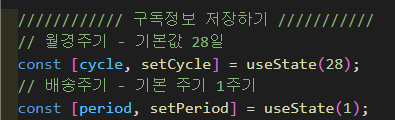 //////////// 구독정보 저장하기 ///////////
// 월경주기 - 기본값 28일
const [cycle, setCycle] = useState(28);
// 배송주기 - 기본 주기 1주기
const [period, setPeriod] = useState(1);